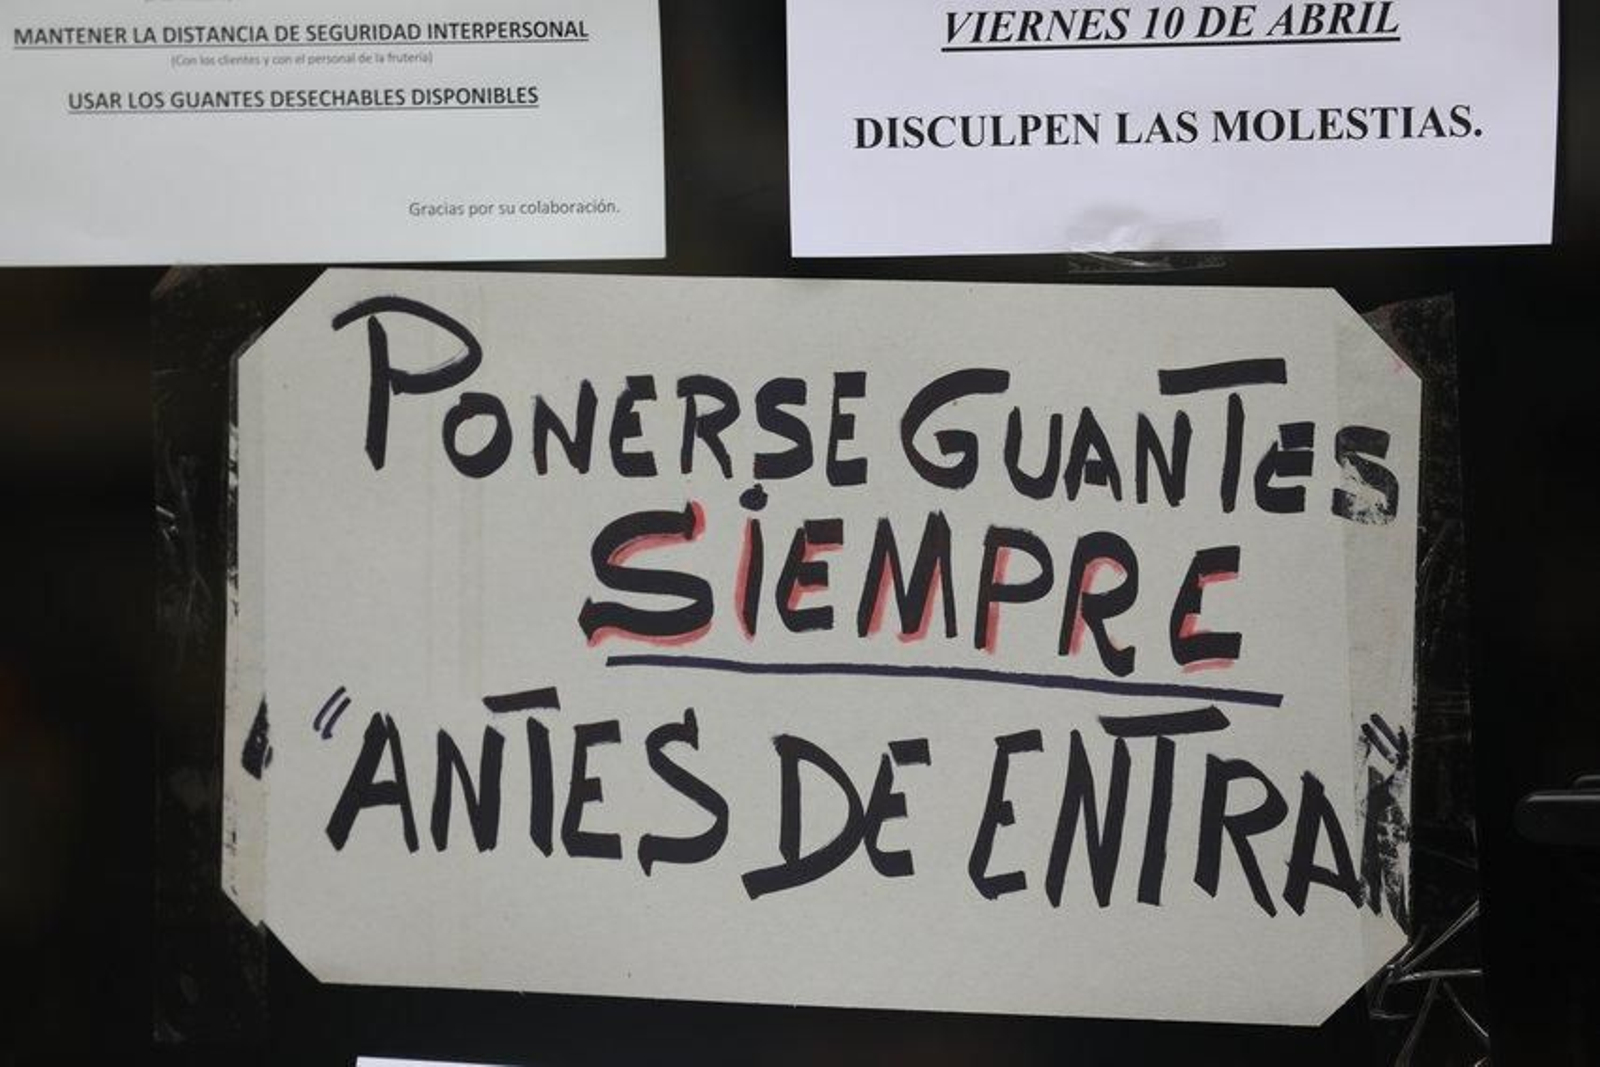 MANTENER LA DISTANCIA DE SEGURIDAD INTERPERSONAL
(Con los clientes y con el personal de la frutería)
USAR LOS GUANTES DESECHABLES DISPONIBLES
Gracias por su colaboración.
VIERNES 10 DE ABRIL
DISCULPEN LAS MOLESTIAS.
PONERSE GUANTES
SiEMPRE
"ANTES DE ENTRAR"